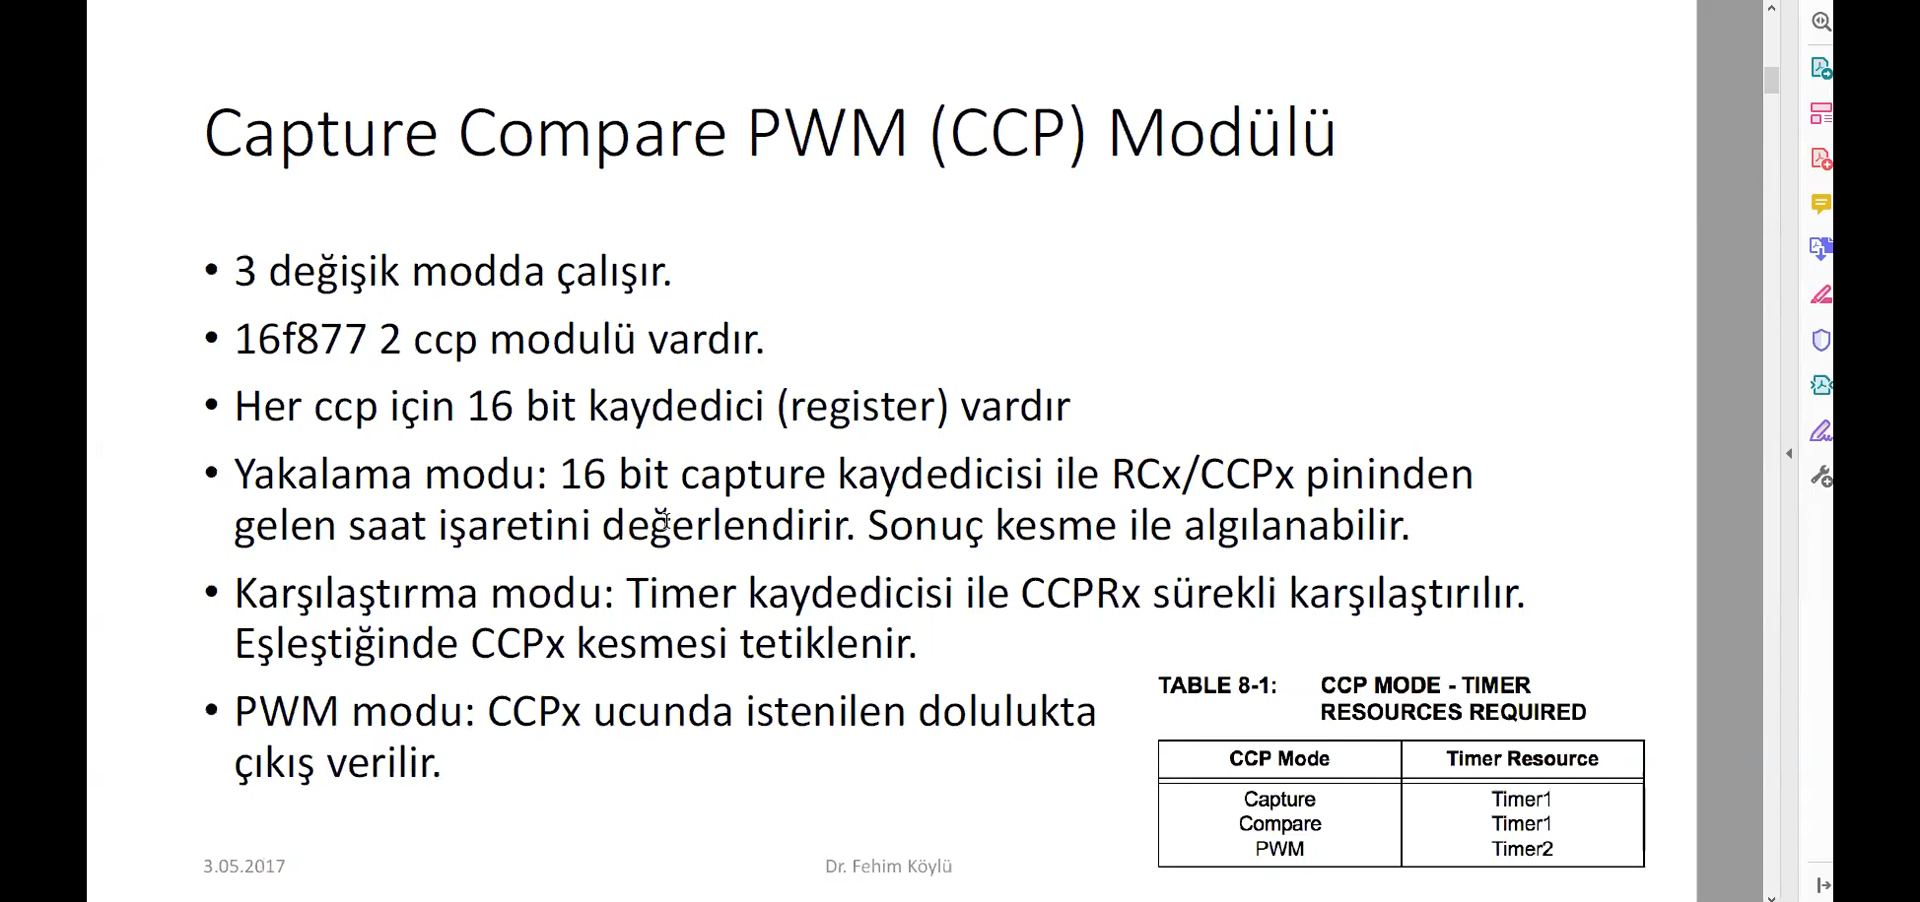 Capture Compare PWM (CCP) Modülü
• 3 değişik modda çalışır.
• 16f877 2 ccp modulü vardır.
• Her ccp için 16 bit kaydedici (register) vardır
• Yakalama modu: 16 bit capture kaydedicisi ile RCx/CCPx pininden
gelen saat işaretini değerlendirir. Sonuç kesme ile algılanabilir.
• Karşılaştırma modu: Timer kaydedicisi ile CCPRx sürekli karşılaştırılır.
Eşleştiğinde CCPx kesmesi tetiklenir.
• PWM modu: CCPx ucunda istenilen dolulukta
çıkış verilir.
TABLE 8-1: CCP MODE - TIMER
RESOURCES REQUIRED
CCP Mode Timer Resource
Capture Timer1
Compare Timer1
PWM Timer2
3.05.2017 Dr. Fehim Köylü